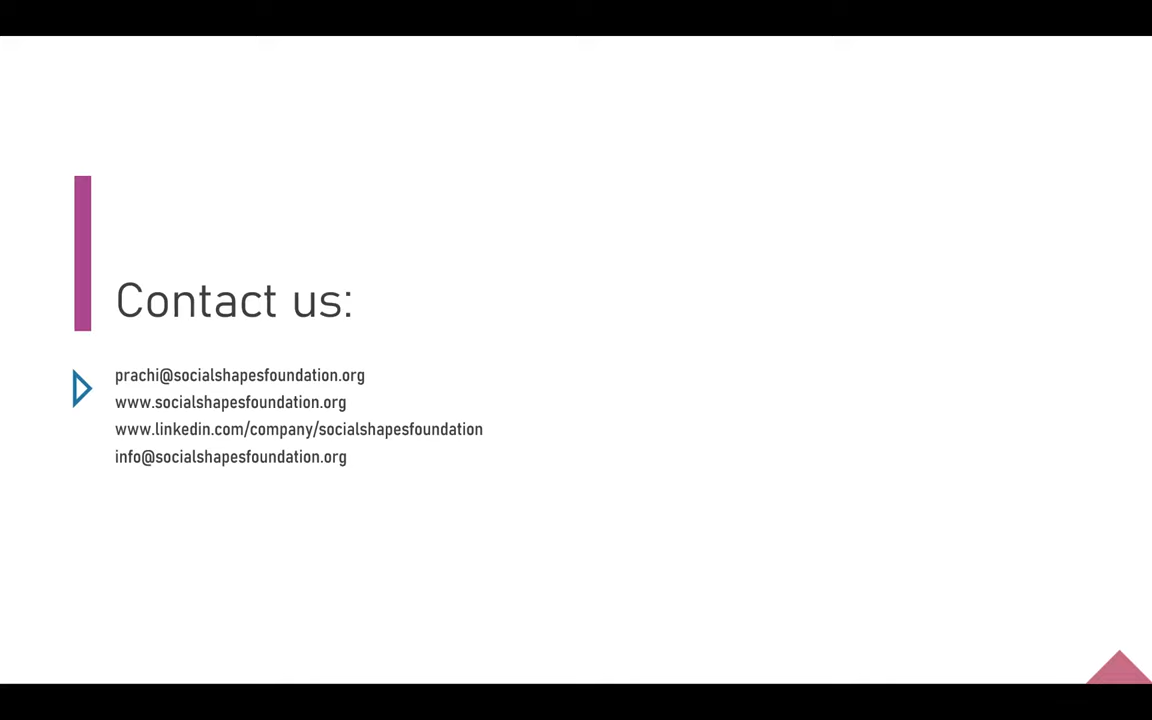 Contact us:
prachi@socialshapesfoundation.org
www.socialshapesfoundation.org
www.linkedin.com/company/socialshapesfoundation
info@socialshapesfoundation.org